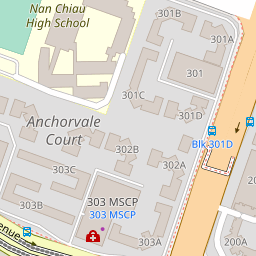 Nan Chiau
High School
301B
301
301C
301D
Blk 301D
Anchorvale
Court
302B
302A
303C
303 MSCP
303 MSCP
303B
303A
200A
enue